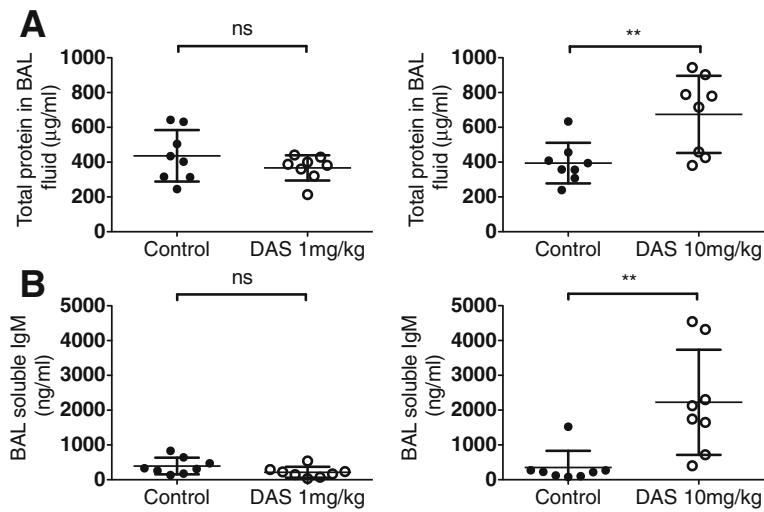 A
ns
**
Total protein in BAL
fluid (μg/ml)
1000
800
600
400
200
0
Control
DAS 1mg/kg
Total protein in BAL
fluid (μg/ml)
1000
800
600
400
200
0
Control
DAS 10mg/kg
B
ns
**
BAL soluble IgM
(ng/ml)
5000
4000
3000
2000
1000
0
Control
DAS 1mg/kg
BAL soluble IgM
(ng/ml)
5000
4000
3000
2000
1000
0
Control
DAS 10mg/kg